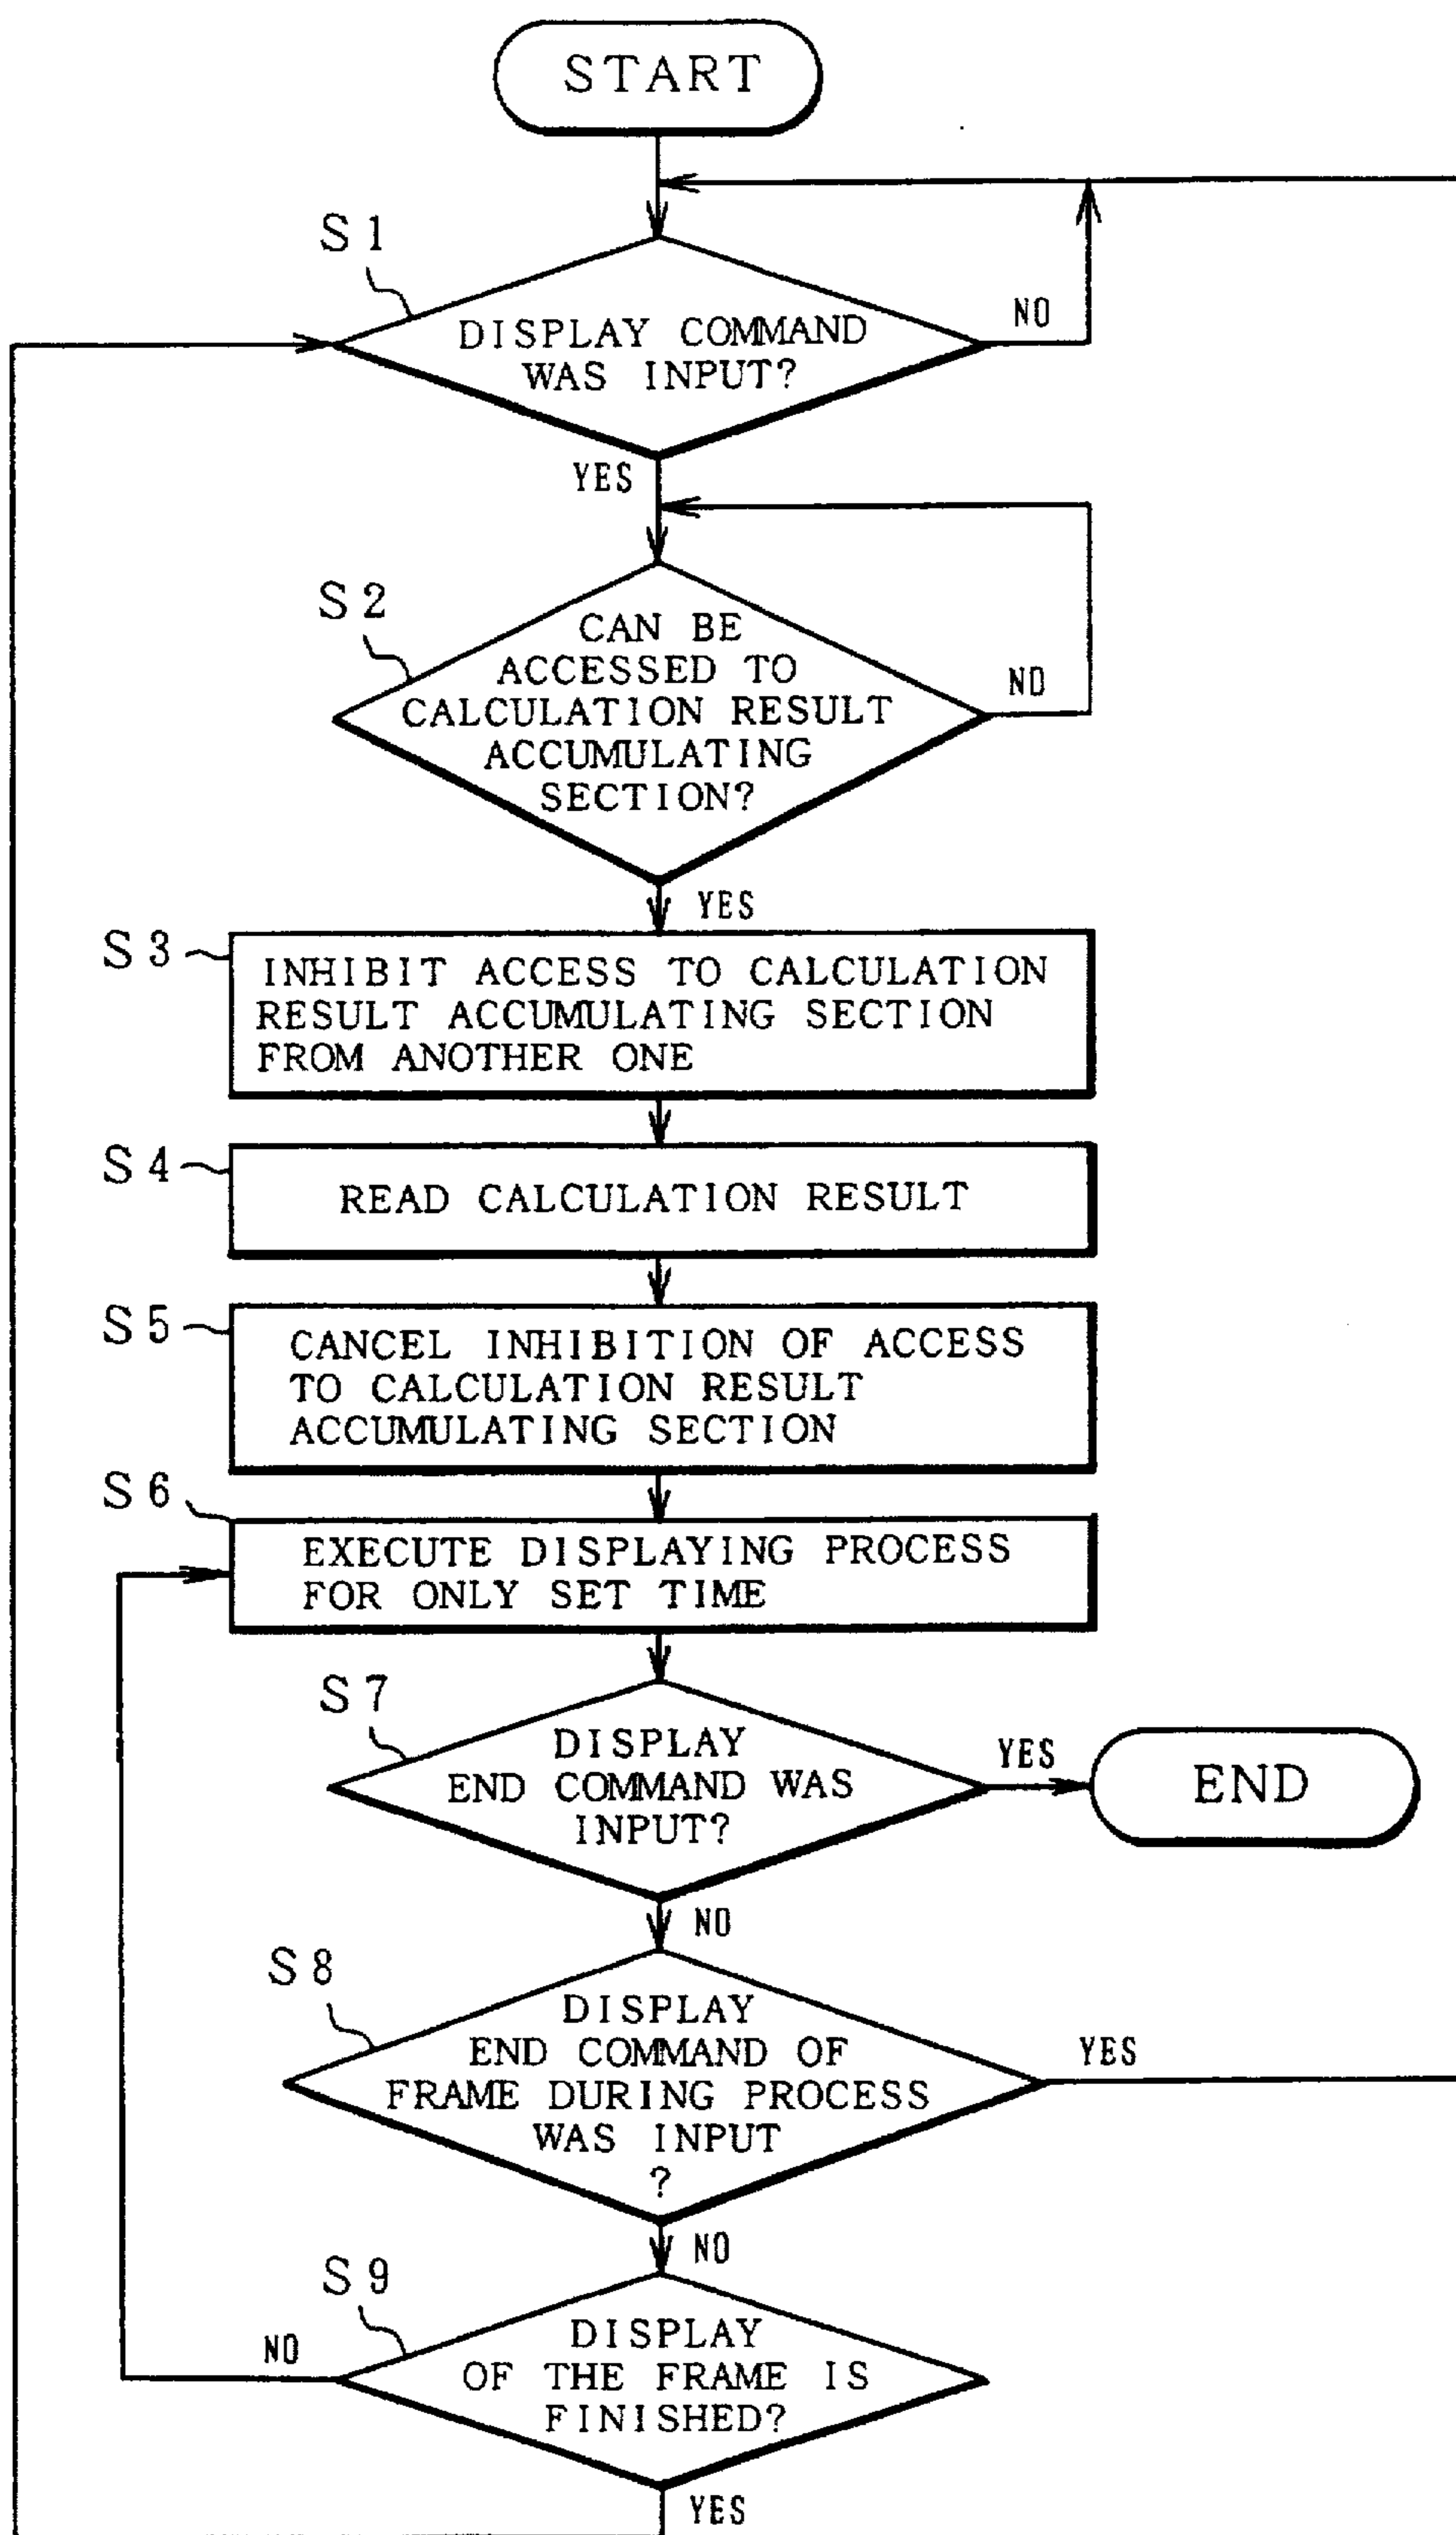 START
S1
DISPLAY COMMAND
WAS INPUT?
NO
YES
S2
CAN BE
ACCESSED TO
CALCULATION RESULT
ACCUMULATING
SECTION?
NO
YES
S3
INHIBIT ACCESS TO CALCULATION
RESULT ACCUMULATING SECTION
FROM ANOTHER ONE
S4
READ CALCULATION RESULT
S5
CANCEL INHIBITION OF ACCESS
TO CALCULATION RESULT
ACCUMULATING SECTION
S6
EXECUTE DISPLAYING PROCESS
FOR ONLY SET TIME
S7
DISPLAY
END COMMAND WAS
INPUT?
YES
END
NO
S8
DISPLAY
END COMMAND OF
FRAME DURING PROCESS
WAS INPUT
?
YES
NO
S9
DISPLAY
OF THE FRAME IS
FINISHED?
NO
YES